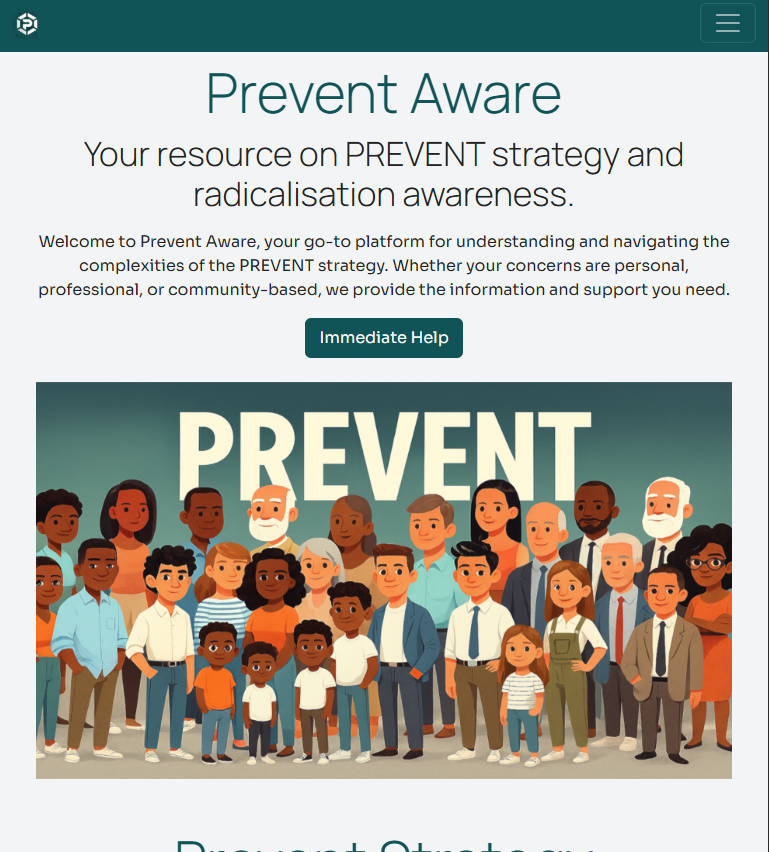 Prevent Aware
Your resource on PREVENT strategy and
radicalisation awareness.
Welcome to Prevent Aware, your go-to platform for understanding and navigating the
complexities of the PREVENT strategy. Whether your concerns are personal,
professional, or community-based, we provide the information and support you need.
Immediate Help
PREVENT
Prevent Strategy